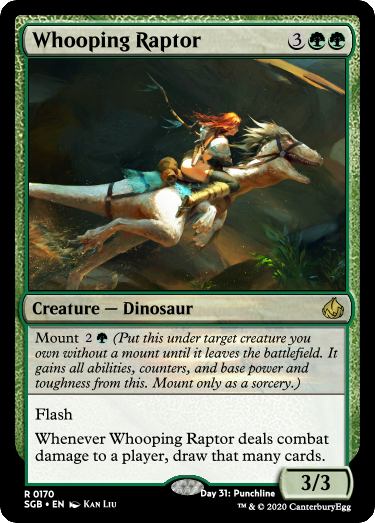 Whooping Raptor 3
Creature — Dinosaur
Mount 2 (Put this under target creature you
own without a mount until it leaves the battlefield. It
gains all abilities, counters, and base power and
toughness from this. Mount only as a sorcery.)
Flash
Whenever Whooping Raptor deals combat
damage to a player, draw that many cards.
3/3
R 0170
Day 31: Punchline
SGB • EN Kan Liu
™ & © 2020 CanterburyEgg